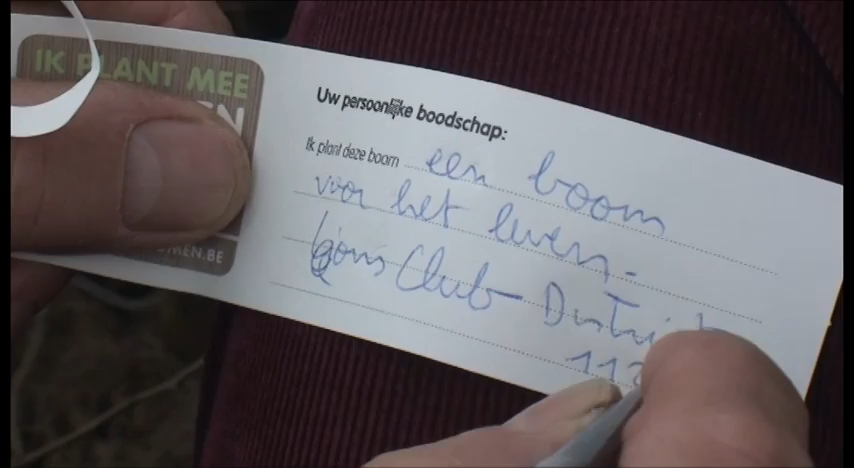 IK PLANT MEE
MEN.BE
Uw persoonlijke boodschap:
Ik plant deze boom een boom
voor het leven.
Lions Club - District
112